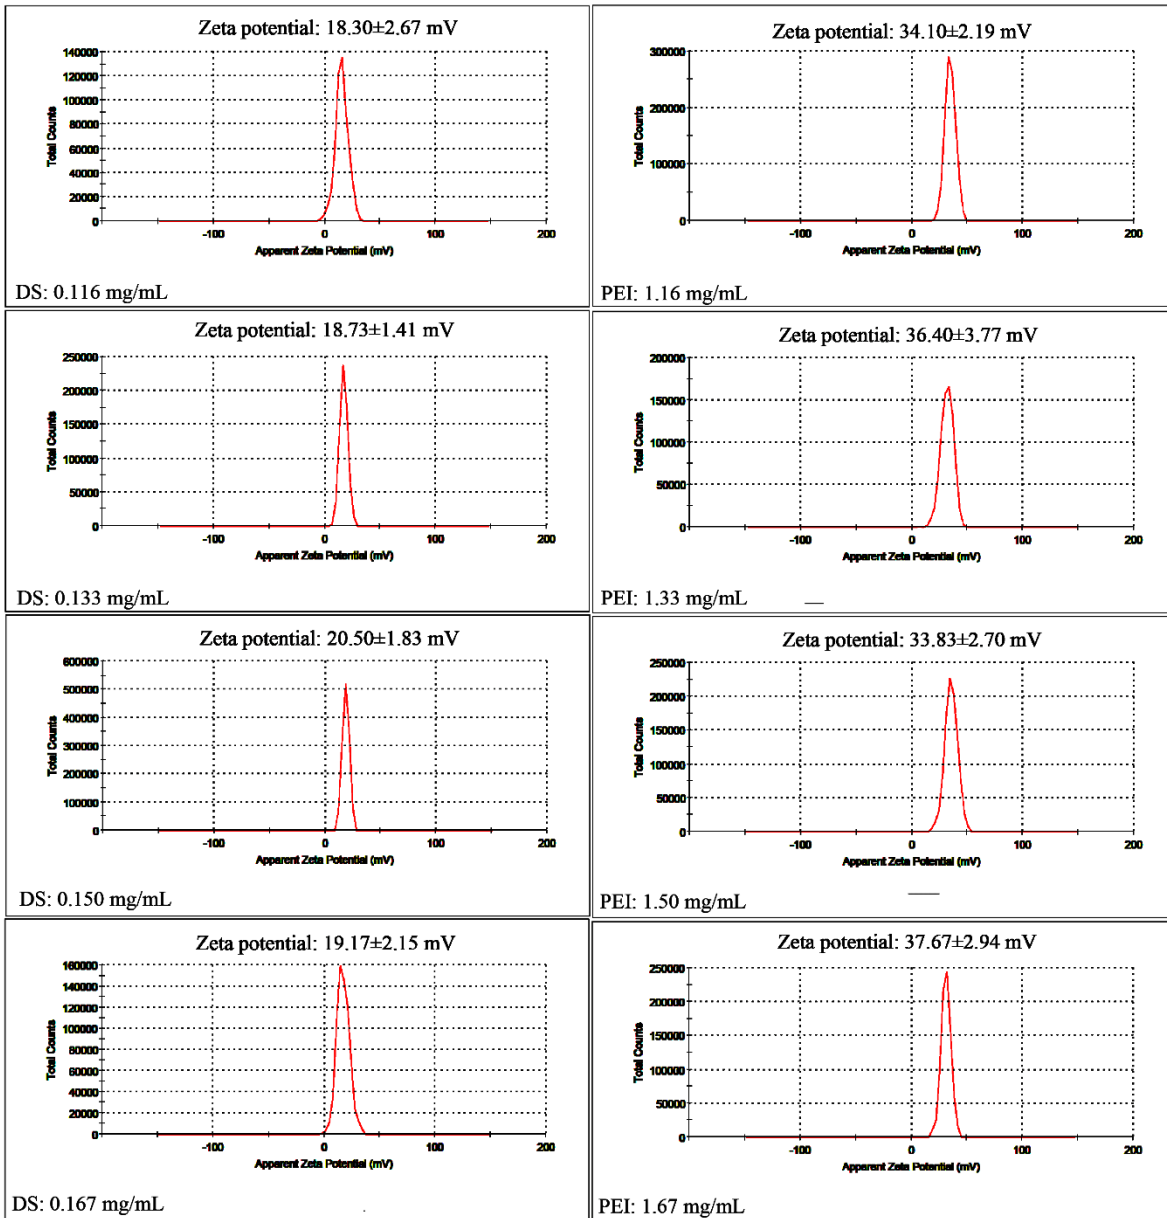 Zeta potential: 18.30±2.67 mV
140000
120000
100000
80000
60000
40000
20000
0
Total Counts
-100 0 100 200
Apparent Zeta Potential (mV)
DS: 0.116 mg/mL
Zeta potential: 34.10±2.19 mV
300000
200000
100000
0
Total Counts
-100 0 100 200
Apparent Zeta Potential (mV)
PEI: 1.16 mg/mL
Zeta potential: 18.73±1.41 mV
250000
200000
150000
100000
50000
0
Total Counts
-100 0 100 200
Apparent Zeta Potential (mV)
DS: 0.133 mg/mL
Zeta potential: 36.40±3.77 mV
200000
150000
100000
50000
0
Total Counts
-100 0 100 200
Apparent Zeta Potential (mV)
PEI: 1.33 mg/mL
Zeta potential: 20.50±1.83 mV
600000
500000
400000
300000
200000
100000
0
Total Counts
-100 0 100 200
Apparent Zeta Potential (mV)
DS: 0.150 mg/mL
Zeta potential: 33.83±2.70 mV
250000
200000
150000
100000
50000
0
Total Counts
-100 0 100 200
Apparent Zeta Potential (mV)
PEI: 1.50 mg/mL
Zeta potential: 19.17±2.15 mV
160000
140000
120000
100000
80000
60000
40000
20000
0
Total Counts
-100 0 100 200
Apparent Zeta Potential (mV)
DS: 0.167 mg/mL
Zeta potential: 37.67±2.94 mV
250000
200000
150000
100000
50000
0
Total Counts
-100 0 100 200
Apparent Zeta Potential (mV)
PEI: 1.67 mg/mL